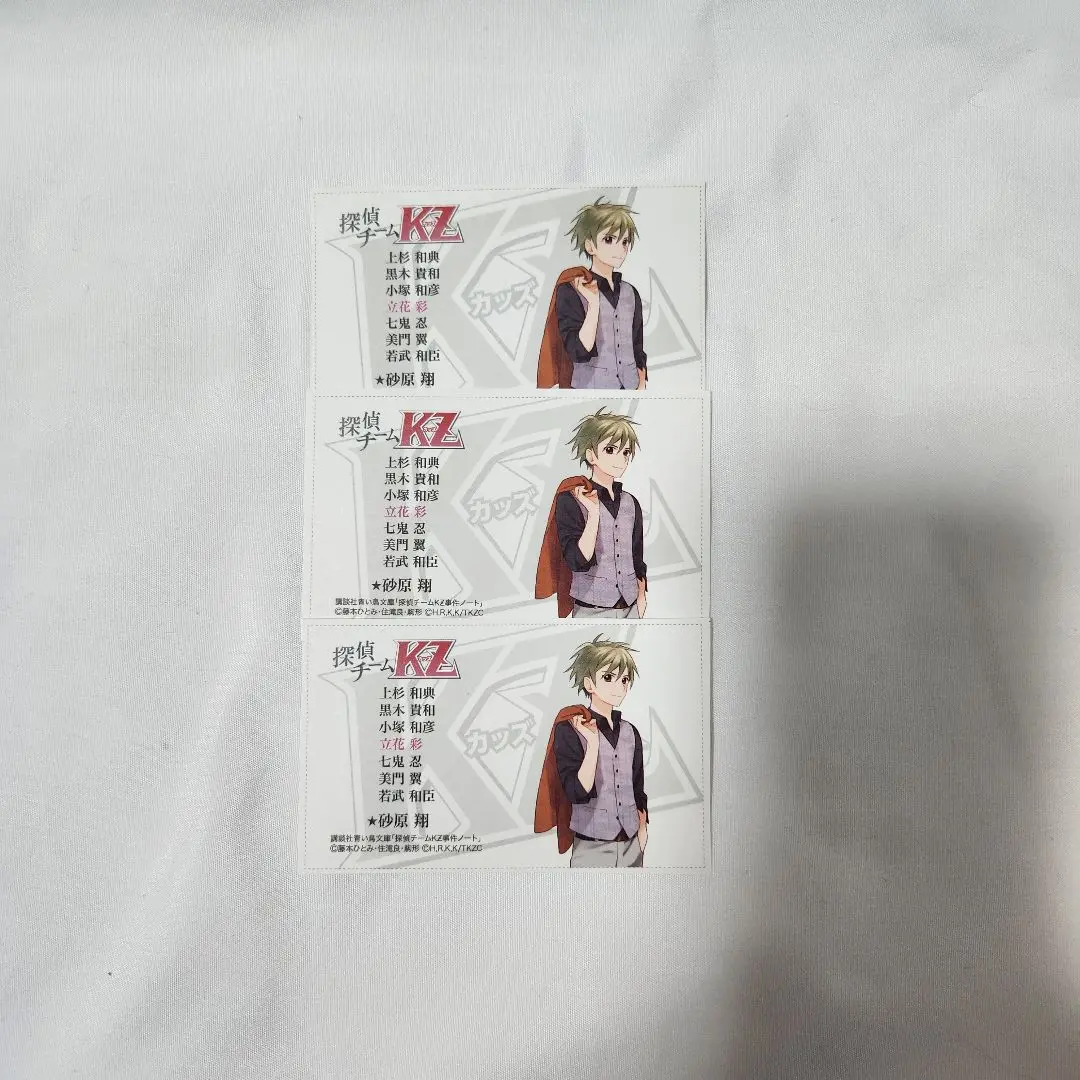 探偵
チームKZ
カッズ
上杉 和典
黒木 貴和
小塚 和彦
立花 彩
七鬼 忍
美門 翼
若武 和臣
★砂原 翔
探偵
チームKZ
カッズ
上杉 和典
黒木 貴和
小塚 和彦
立花 彩
七鬼 忍
美門 翼
若武 和臣
★砂原 翔
講談社青い鳥文庫「探偵チームKZ事件ノート」
©藤本ひとみ・住滝良・駒形 ©H,R,K,K/TKZC
探偵
チームKZ
カッズ
上杉 和典
黒木 貴和
小塚 和彦
立花 彩
七鬼 忍
美門 翼
若武 和臣
★砂原 翔
講談社青い鳥文庫「探偵チームKZ事件ノート」
©藤本ひとみ・住滝良・駒形 ©H,R,K,K/TKZC